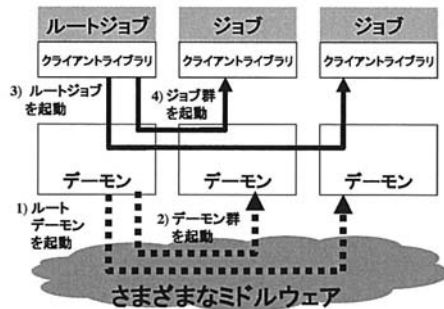 ルートジョブ
ジョブ
ジョブ
クライアントライブラリ
クライアントライブラリ
クライアントライブラリ
3) ルートジョブ
を起動
4) ジョブ群
を起動
デーモン
デーモン
デーモン
1) ルート
デーモン
を起動
2) デーモン群
を起動
さまざまなミドルウェア